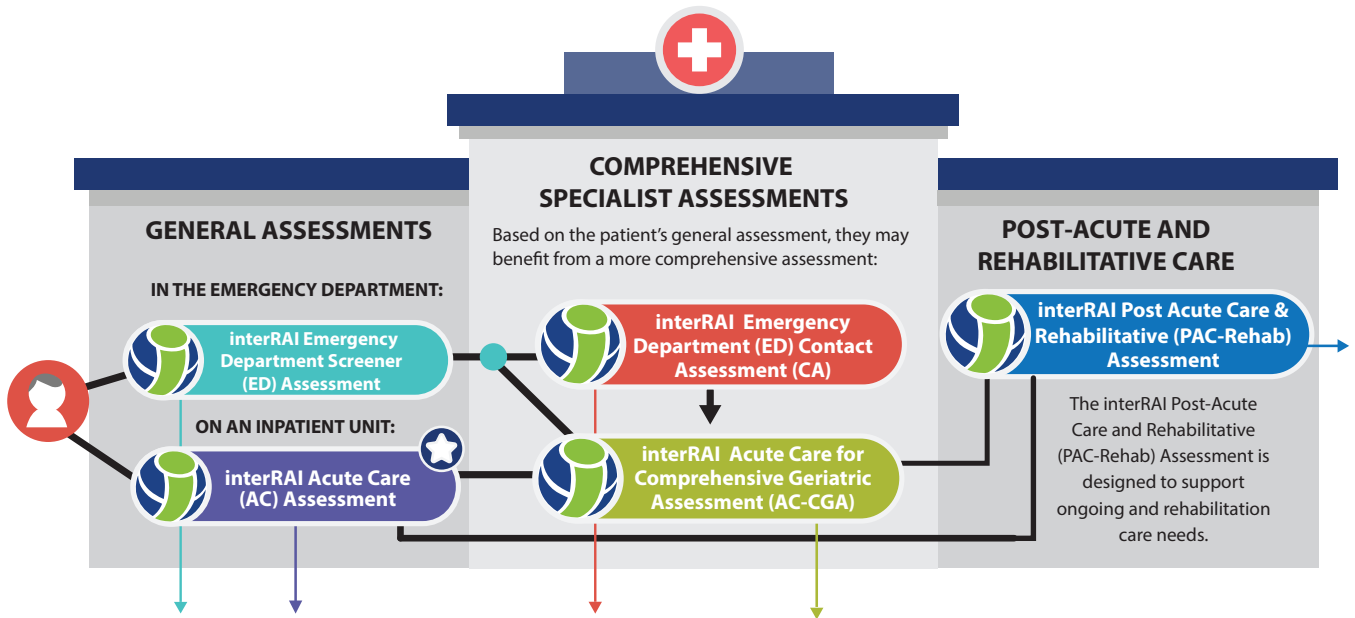 GENERAL ASSESSMENTS
IN THE EMERGENCY DEPARTMENT:
interRAI Emergency
Department Screener
(ED) Assessment
ON AN INPATIENT UNIT:
interRAI Acute Care
(AC) Assessment
COMPREHENSIVE
SPECIALIST ASSESSMENTS
Based on the patient’s general assessment, they may
benefit from a more comprehensive assessment:
interRAI Emergency
Department (ED) Contact
Assessment (CA)
interRAI Acute Care for
Comprehensive Geriatric
Assessment (AC-CGA)
POST-ACUTE AND
REHABILITATIVE CARE
interRAI Post Acute Care &
Rehabilitative (PAC-Rehab)
Assessment
The interRAI Post-Acute
Care and Rehabilitative
(PAC-Rehab) Assessment is
designed to support
ongoing and rehabilitation
care needs.